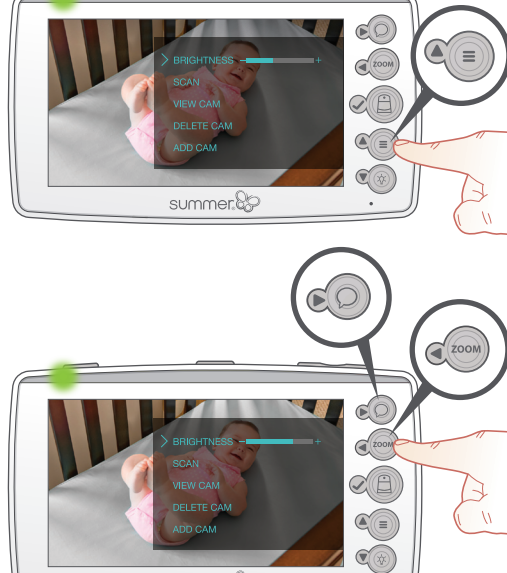 BRIGHTNESS - +
SCAN
VIEW CAM
DELETE CAM
ADD CAM
ZOOM
summer
ZOOM
BRIGHTNESS - +
SCAN
VIEW CAM
DELETE CAM
ADD CAM
ZOOM